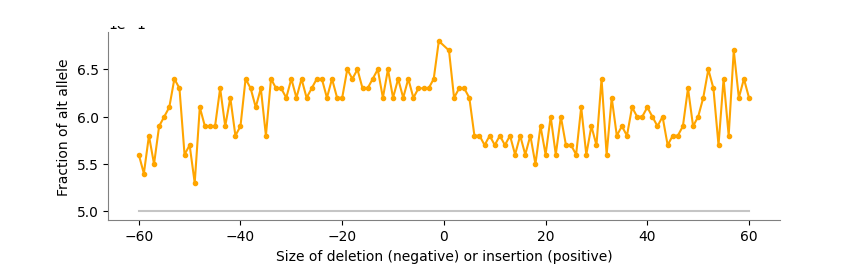 6.5
6.0
5.5
5.0
Fraction of alt allele
−60 −40 −20 0 20 40 60
Size of deletion (negative) or insertion (positive)